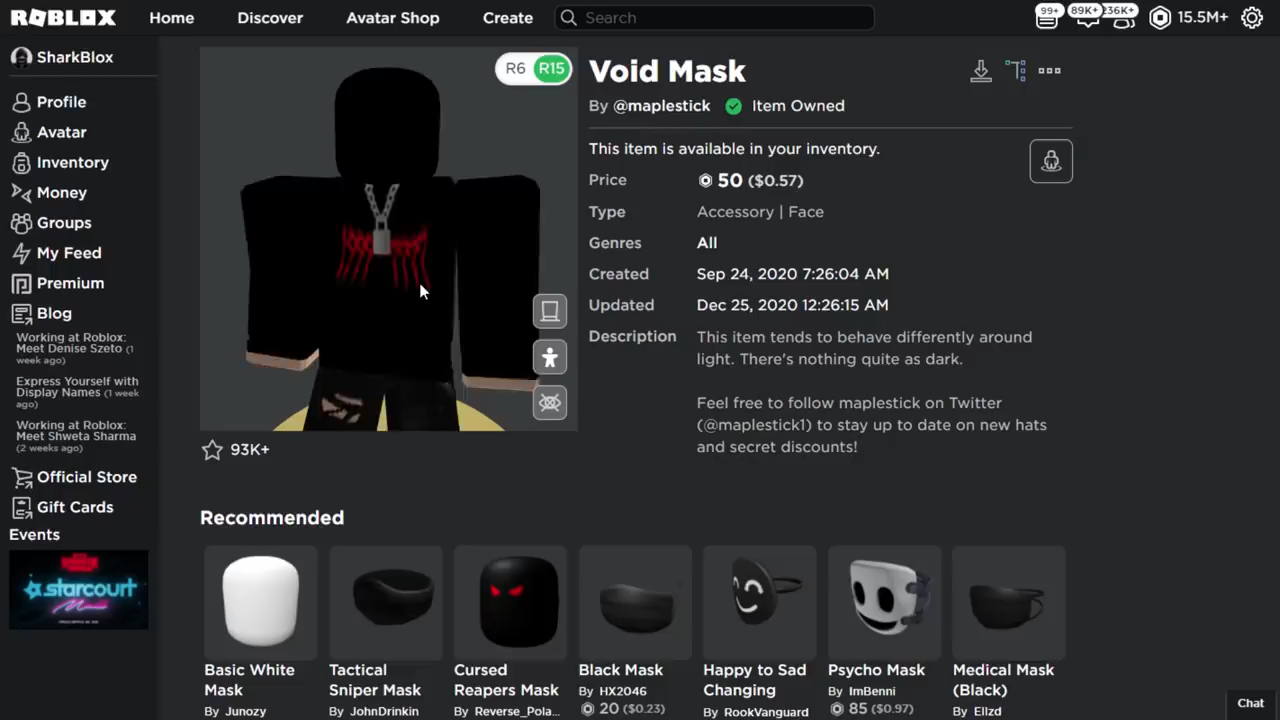 ROBLOX
Home
Discover
Avatar Shop
Create
Search
99+
89K+
236K+
15.5M+
SharkBlox
Profile
Avatar
Inventory
Money
Groups
My Feed
Premium
Blog
Working at Roblox:
Meet Denise Szeto (1
week ago)
Express Yourself with
Display Names (1 week
ago)
Working at Roblox:
Meet Shweta Sharma
(2 weeks ago)
Official Store
Gift Cards
Events
starcourt
R6 R15
93K+
Void Mask
By @maplestick Item Owned
This item is available in your inventory.
Price 50 ($0.57)
Type Accessory | Face
Genres All
Created Sep 24, 2020 7:26:04 AM
Updated Dec 25, 2020 12:26:15 AM
Description This item tends to behave differently around
light. There's nothing quite as dark.
Feel free to follow maplestick on Twitter
(@maplestick1) to stay up to date on new hats
and secret discounts!
Recommended
Basic White
Mask
By Junozy
Tactical
Sniper Mask
By JohnDrinkin
Cursed
Reapers Mask
By Reverse_Pola...
Black Mask
By HX2046
20 ($0.23)
Happy to Sad
Changing
By RookVanguard
Psycho Mask
By ImBenni
85 ($0.97)
Medical Mask
(Black)
By Ellzd
Chat